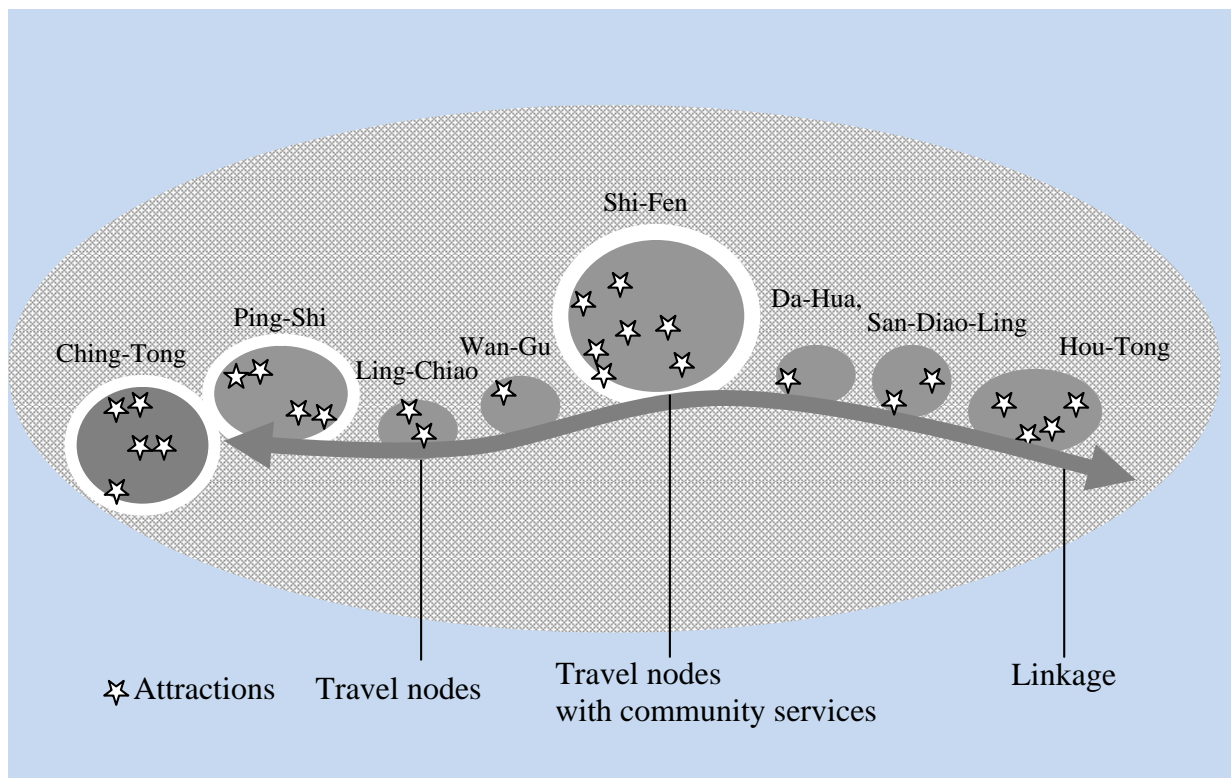 Shi-Fen
Da-Hua,
San-Diao-Ling
Ping-Shi
Wan-Gu
Hou-Tong
Ching-Tong
Ling-Chiao
Attractions
Travel nodes
Travel nodes
with community services
Linkage